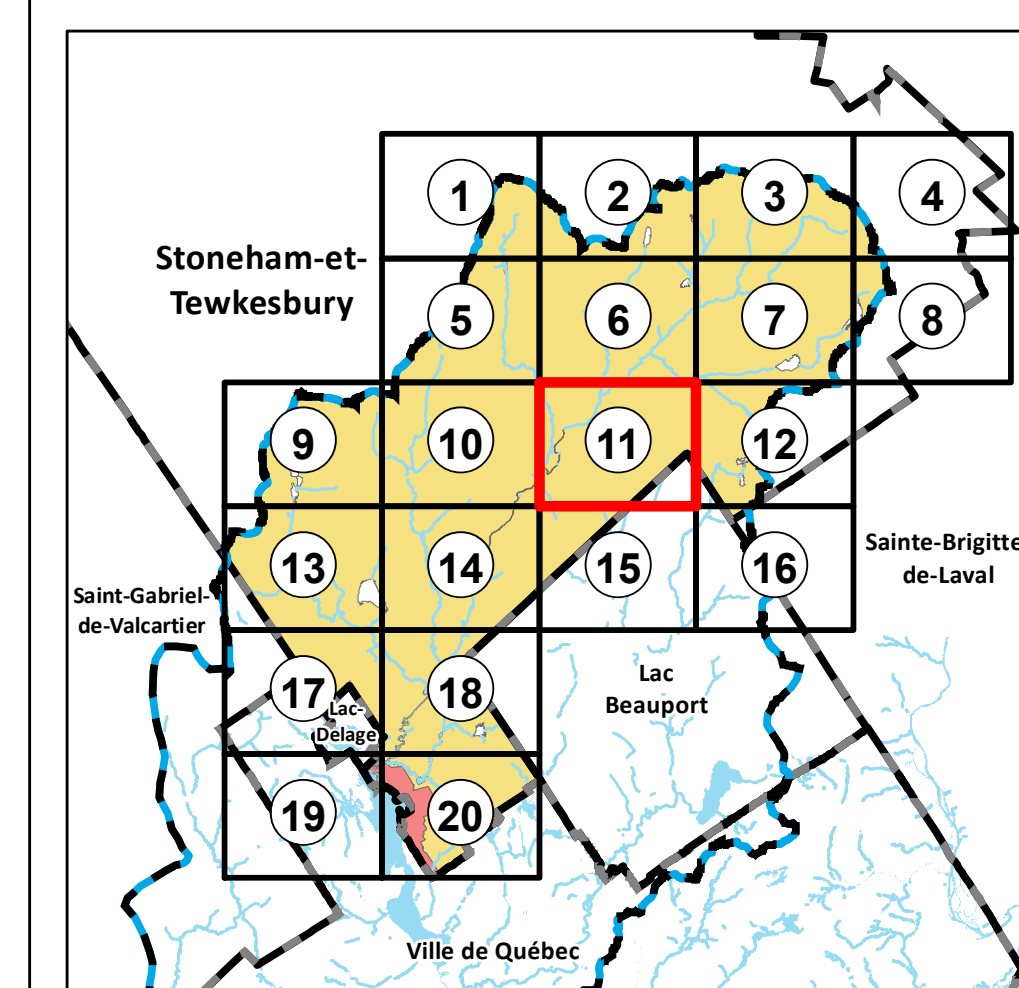 1
2
3
4
Stoneham-et-
Tewkesbury
5
6
7
8
9
10
11
12
13
14
15
16
Sainte-Brigitte
de-Laval
Saint-Gabriel-
de-Valcartier
17
18
Lac-
Delage
Lac
Beauport
19
20
Ville de Québec